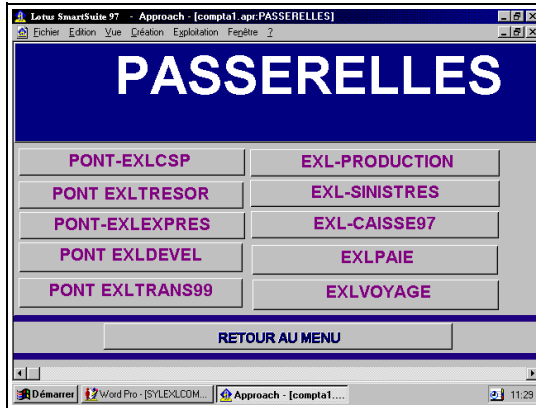 Lotus SmartSuite 97 - Approach - [compta1.apr:PASSERELLES]
Fichier Edition Vue Création Exploitation Fenêtre ?
PASSERELLES
PONT-EXLCSP EXL-PRODUCTION
PONT EXLTRESOR EXL-SINISTRES
PONT-EXLEXPRES EXL-CAISSE97
PONT EXLDEVEL EXLPAIE
PONT EXLTRANS99 EXLVOYAGE
RETOUR AU MENU
Démarrer Word Pro - [SYLEXLCOM... Approach - [compta1.... 11:29